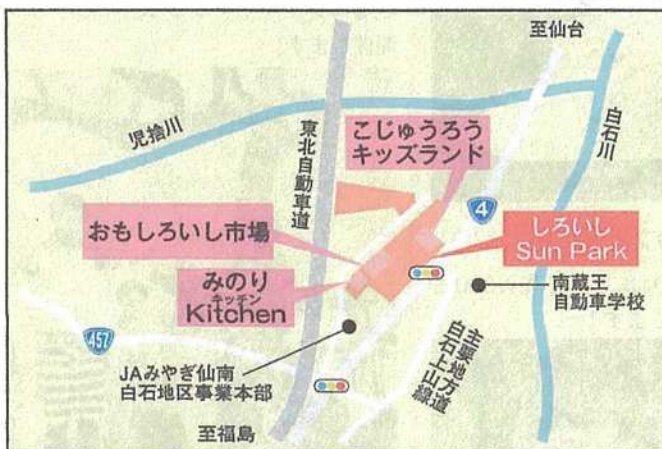 至仙台
児捨川
東北自動車道
こじゅうろう
キッズランド
白石川
4
おもしろいし市場
しろいし
Sun Park
みのり
キッチン
Kitchen
南蔵王
自動車学校
457
主要地方道
白石上山線
JAみやぎ仙南
白石地区事業本部
至福島